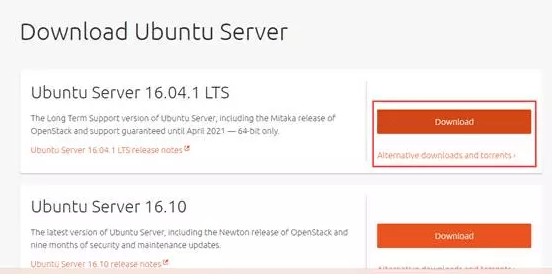 Download Ubuntu Server
Ubuntu Server 16.04.1 LTS
The Long Term Support version of Ubuntu Server, including the Mitaka release of
OpenStack and support guaranteed until April 2021 — 64-bit only.
Ubuntu Server 16.04.1 LTS release notes
Download
Alternative downloads and torrents ›
Ubuntu Server 16.10
The latest version of Ubuntu Server, including the Newton release of OpenStack and
nine months of security and maintenance updates.
Ubuntu Server 16.10 release notes
Download
Alternative downloads and torrents ›